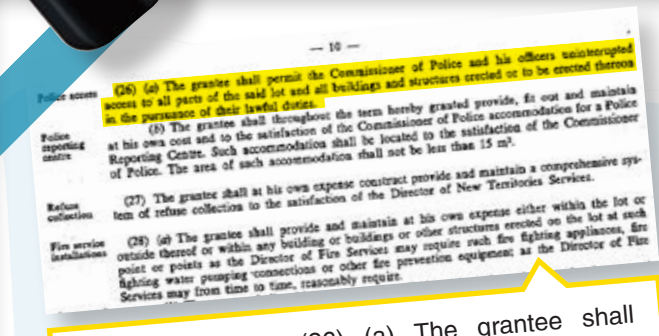 — 10 —
Police access (26) (a) The grantee shall permit the Commissioner of Police and his officers uninterrupted
access to all parts of the said lot and all buildings and structures erected or to be erected thereon
in the pursuance of their lawful duties.
Police reporting centre
(b) The grantee shall throughout the term hereby granted provide, fit out and maintain
at his own cost and to the satisfaction of the Commissioner of Police accommodation for a Police
Reporting Centre. Such accommodation shall be located to the satisfaction of the Commissioner
of Police. The area of such accommodation shall not be less than 15 m².
Refuse collection
(27) The grantee shall at his own expense construct provide and maintain a comprehensive sys-
tem of refuse collection to the satisfaction of the Director of New Territories Services.
Fire service installations
(28) (a) The grantee shall provide and maintain at his own expense either within the lot or
outside thereof or within any building or buildings or other structures erected on the lot at such
point or points as the Director of Fire Services may require such fire fighting appliances, fire
fighting water pumping connections or other fire prevention equipment as the Director of Fire
Services may from time to time, reasonably require.
(26) (a) The grantee shall